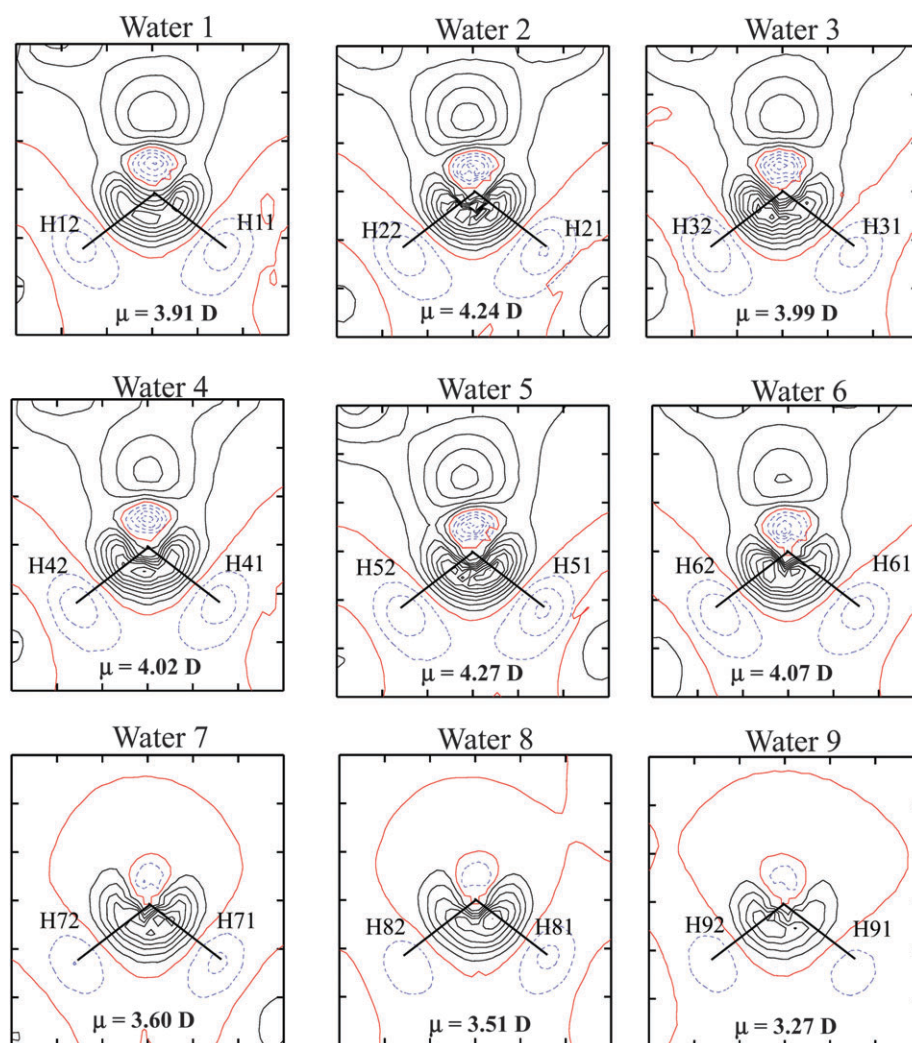 Water 1
Water 2
Water 3
H12
H11
H22
H21
H32
H31
μ = 3.91 D
μ = 4.24 D
μ = 3.99 D
Water 4
Water 5
Water 6
H42
H41
H52
H51
H62
H61
μ = 4.02 D
μ = 4.27 D
μ = 4.07 D
Water 7
Water 8
Water 9
H72
H71
H82
H81
H92
H91
μ = 3.60 D
μ = 3.51 D
μ = 3.27 D